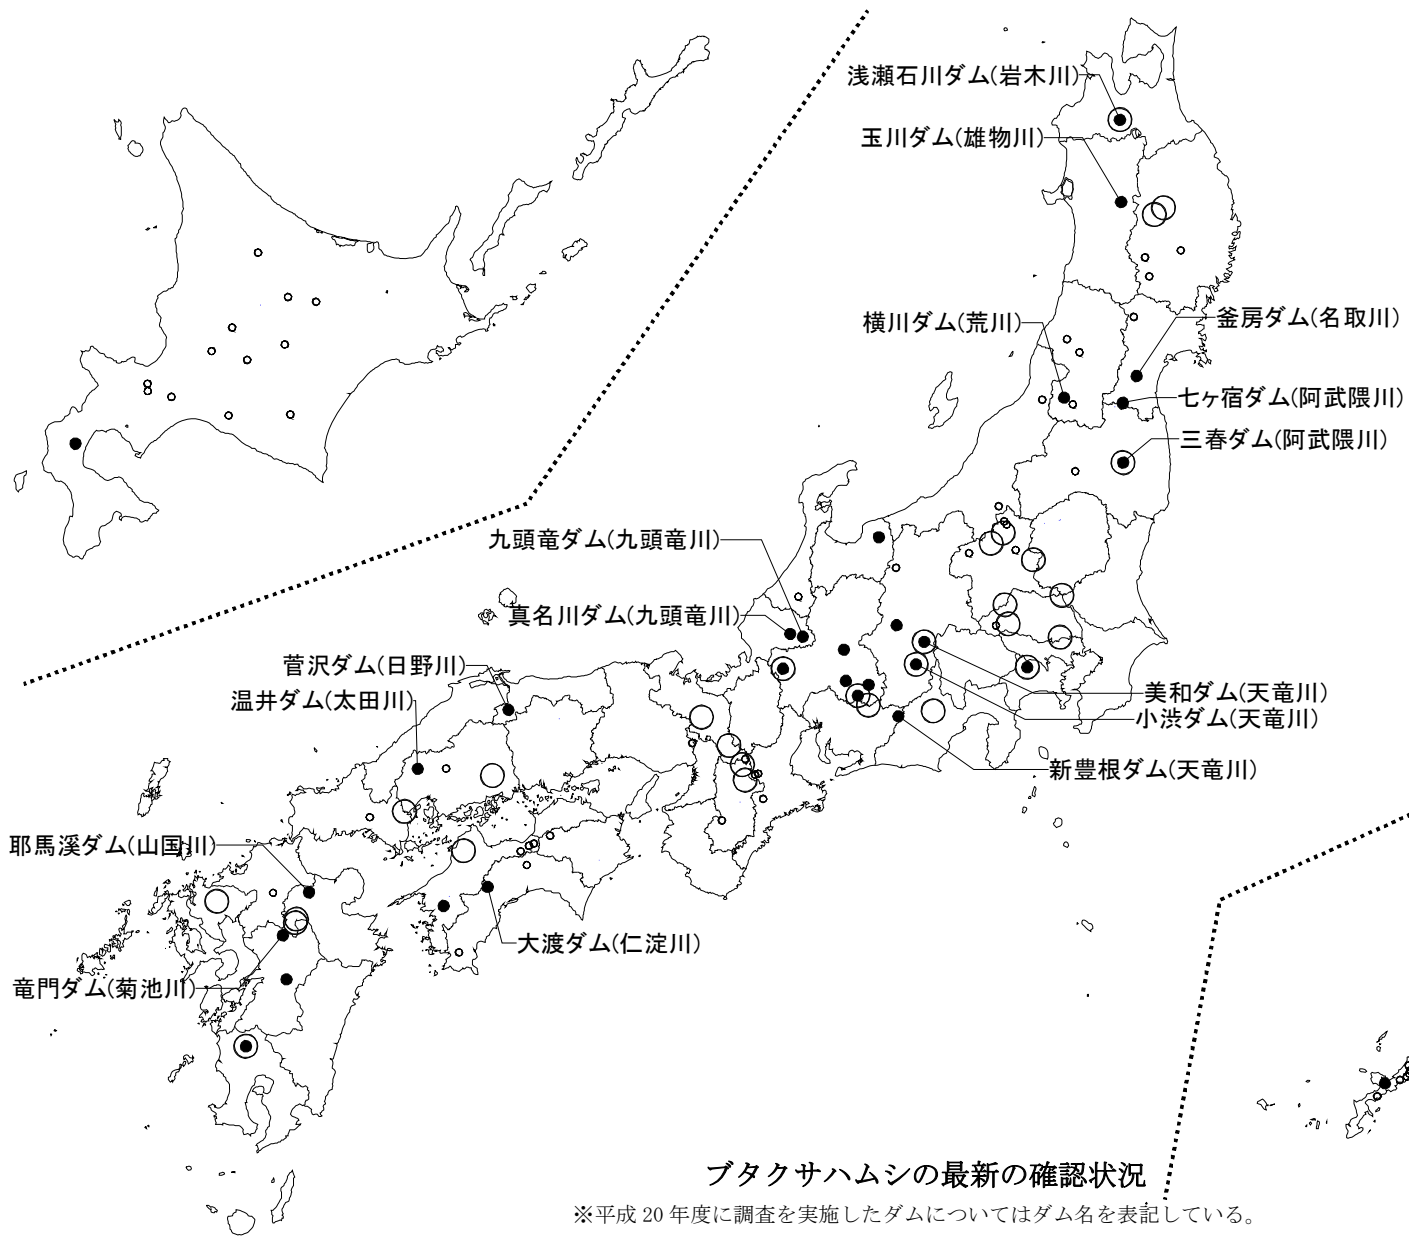 浅瀬石川ダム(岩木川)
玉川ダム(雄物川)
横川ダム(荒川)
釜房ダム(名取川)
七ヶ宿ダム(阿武隈川)
三春ダム(阿武隈川)
九頭竜ダム(九頭竜川)
真名川ダム(九頭竜川)
菅沢ダム(日野川)
温井ダム(太田川)
美和ダム(天竜川)
小渋ダム(天竜川)
新豊根ダム(天竜川)
耶馬溪ダム(山国川)
大渡ダム(仁淀川)
竜門ダム(菊池川)
ブタクサハムシの最新の確認状況
※平成 20 年度に調査を実施したダムについてはダム名を表記している。